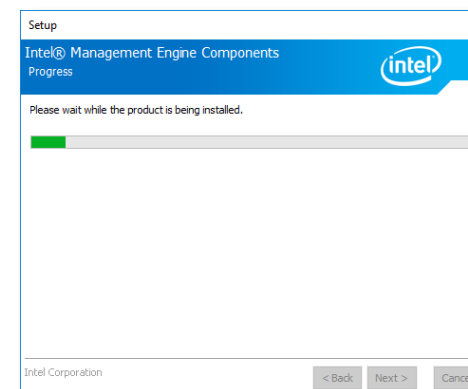 Setup
Intel® Management Engine Components
Progress
intel
Please wait while the product is being installed.
Intel Corporation
< Back Next > Cance